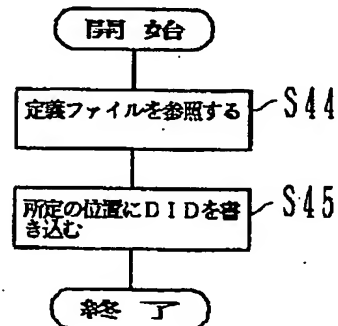 開始
定義ファイルを参照する
S44
所定の位置にDIDを書
き込む
S45
終了